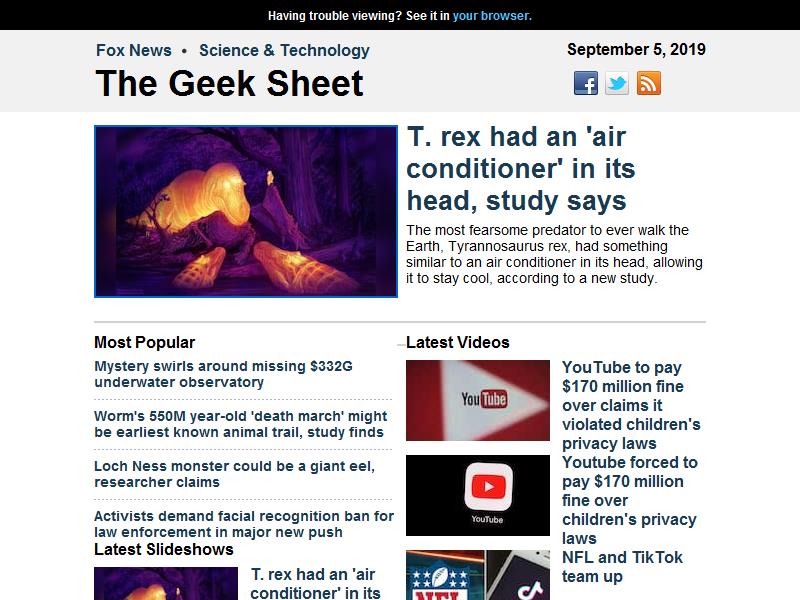 Having trouble viewing? See it in your browser.
Fox News • Science & Technology
September 5, 2019
The Geek Sheet
T. rex had an 'air
conditioner' in its
head, study says
The most fearsome predator to ever walk the
Earth, Tyrannosaurus rex, had something
similar to an air conditioner in its head, allowing
it to stay cool, according to a new study.
Most Popular
Mystery swirls around missing $332G
underwater observatory
Worm's 550M year-old 'death march' might
be earliest known animal trail, study finds
Loch Ness monster could be a giant eel,
researcher claims
Activists demand facial recognition ban for
law enforcement in major new push
Latest Slideshows
T. rex had an 'air
conditioner' in its
Latest Videos
YouTube
YouTube to pay
$170 million fine
over claims it
violated children's
privacy laws
YouTube
Youtube forced to
pay $170 million
fine over
children's privacy
laws
NFL
NFL and TikTok
team up